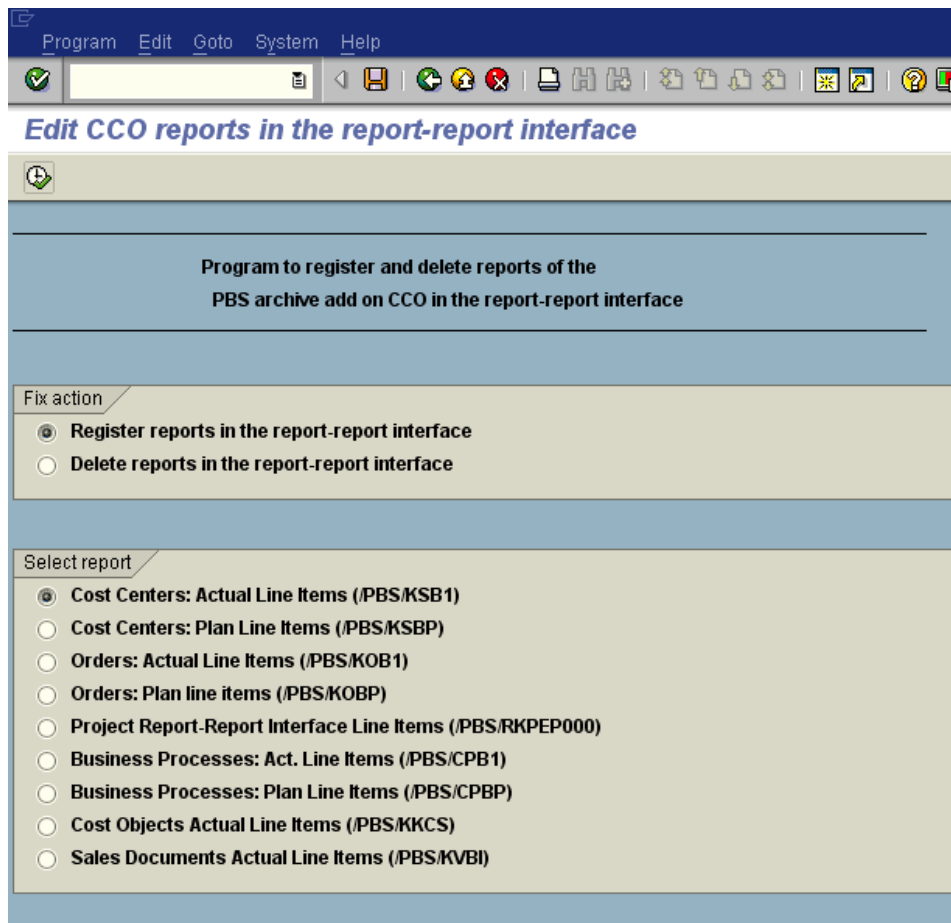 Program Edit Goto System Help
Edit CCO reports in the report-report interface
Program to register and delete reports of the
PBS archive add on CCO in the report-report interface
Fix action
Register reports in the report-report interface
Delete reports in the report-report interface
Select report
Cost Centers: Actual Line Items (/PBS/KSB1)
Cost Centers: Plan Line Items (/PBS/KSBP)
Orders: Actual Line Items (/PBS/KOB1)
Orders: Plan line items (/PBS/KOBP)
Project Report-Report Interface Line Items (/PBS/RKPEP000)
Business Processes: Act. Line Items (/PBS/CPB1)
Business Processes: Plan Line Items (/PBS/CPBP)
Cost Objects Actual Line Items (/PBS/KKCS)
Sales Documents Actual Line Items (/PBS/KVBI)